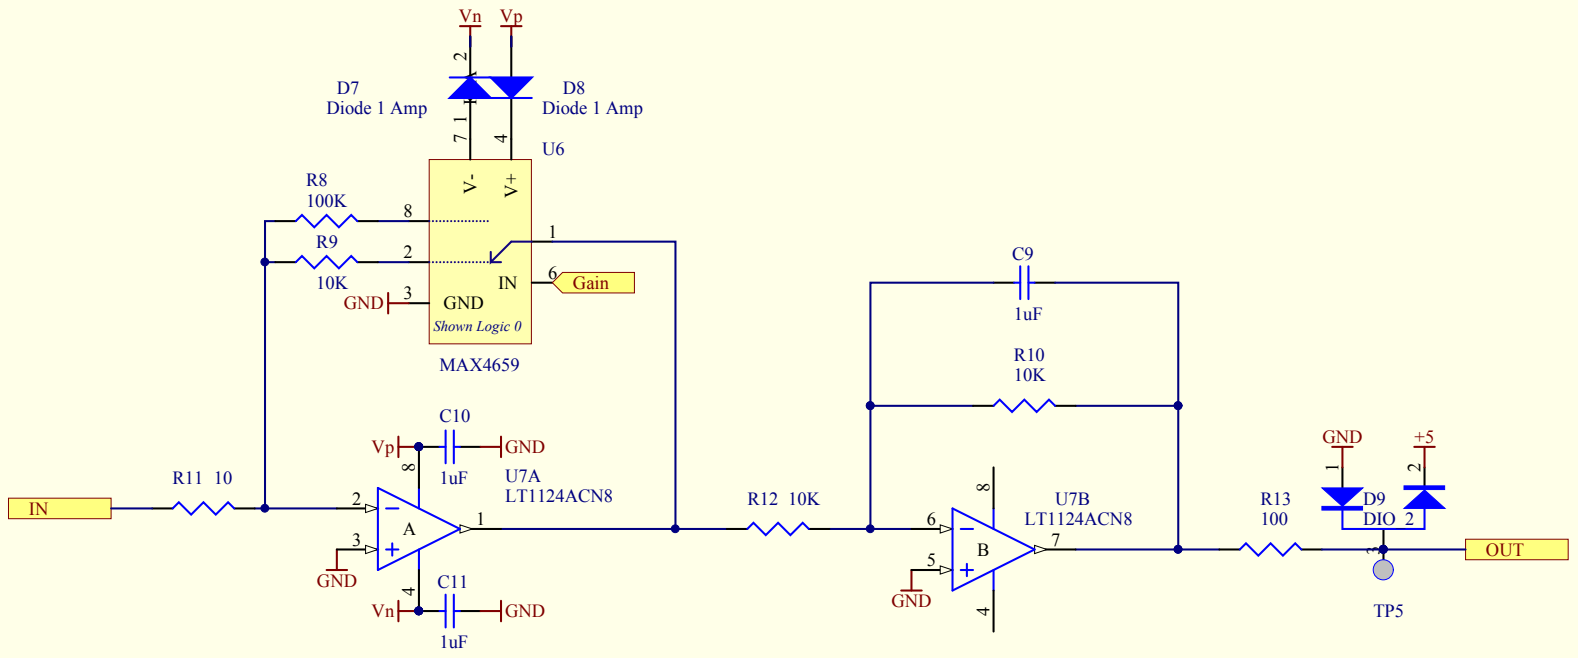 Vn Vp
2
D7
Diode 1 Amp
D8
Diode 1 Amp
1
7
4
U6
V-
V+
R8
100K
8
R9
10K
2
1
IN
6
Gain
GND
3
GND
Shown Logic 0
MAX4659
C9
1uF
R10
10K
C10
Vp
GND
8
1uF
U7A
LT1124ACN8
R11 10
IN
2
A
1
3
GND
4
C11
Vn
GND
1uF
R12 10K
8
U7B
LT1124ACN8
6
B
7
5
GND
4
GND
+5
1
2
R13
100
D9
DIO 2
3
OUT
TP5